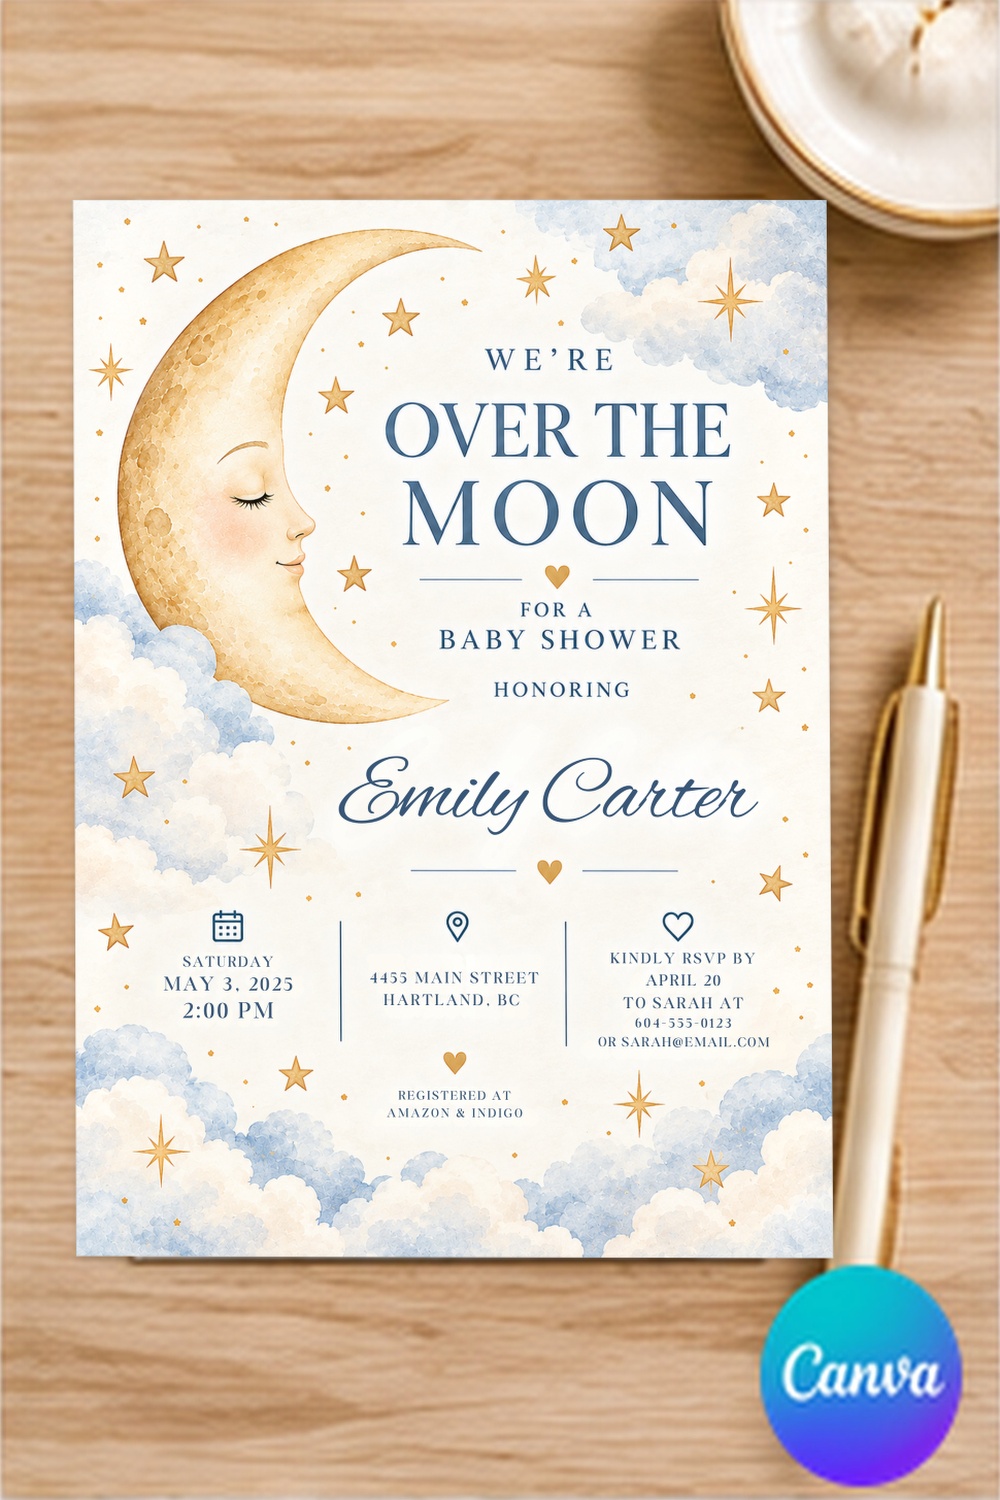 WE'RE
OVER THE
MOON
FOR A
BABY SHOWER
HONORING
Emily Carter
SATURDAY
MAY 3, 2025
2:00 PM
4455 MAIN STREET
HARTLAND, BC
KINDLY RSVP BY
APRIL 20
TO SARAH AT
604-555-0123
OR SARAH@EMAIL.COM
REGISTERED AT
AMAZON & INDIGO
Canva